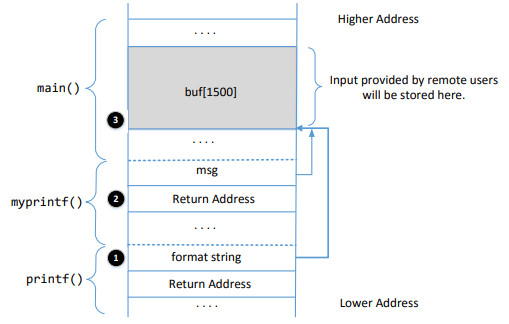 Higher Address
. . . .
main()
buf[1500]
Input provided by remote users
will be stored here.
3
. . . .
msg
myprintf()
2
Return Address
. . . .
1
format string
printf()
Return Address
. . . .
Lower Address